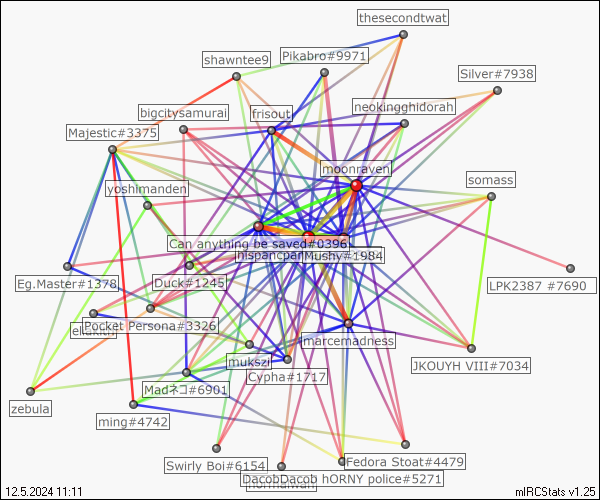 thesecondtwat
shawntee9
Pikabro#9971
Silver#7938
bigcitysamurai
frisout
neokingghidorah
Majestic#3375
moonraven
yoshimanden
somass
Can anything be saved#0396
hispancpan
Mushy#1984
Eg.Master#1378
Duck#1245
LPK2387 #7690
Pocket Persona#3326
marcemadness
mukszi
JKOUYH VIII#7034
Cypha#1717
Madネコ#6901
zebula
ming#4742
Swirly Boi#6154
Fedora Stoat#4479
DacobDacob hORNY police#5271
12.5.2024 11:11
mIRCStats v1.25